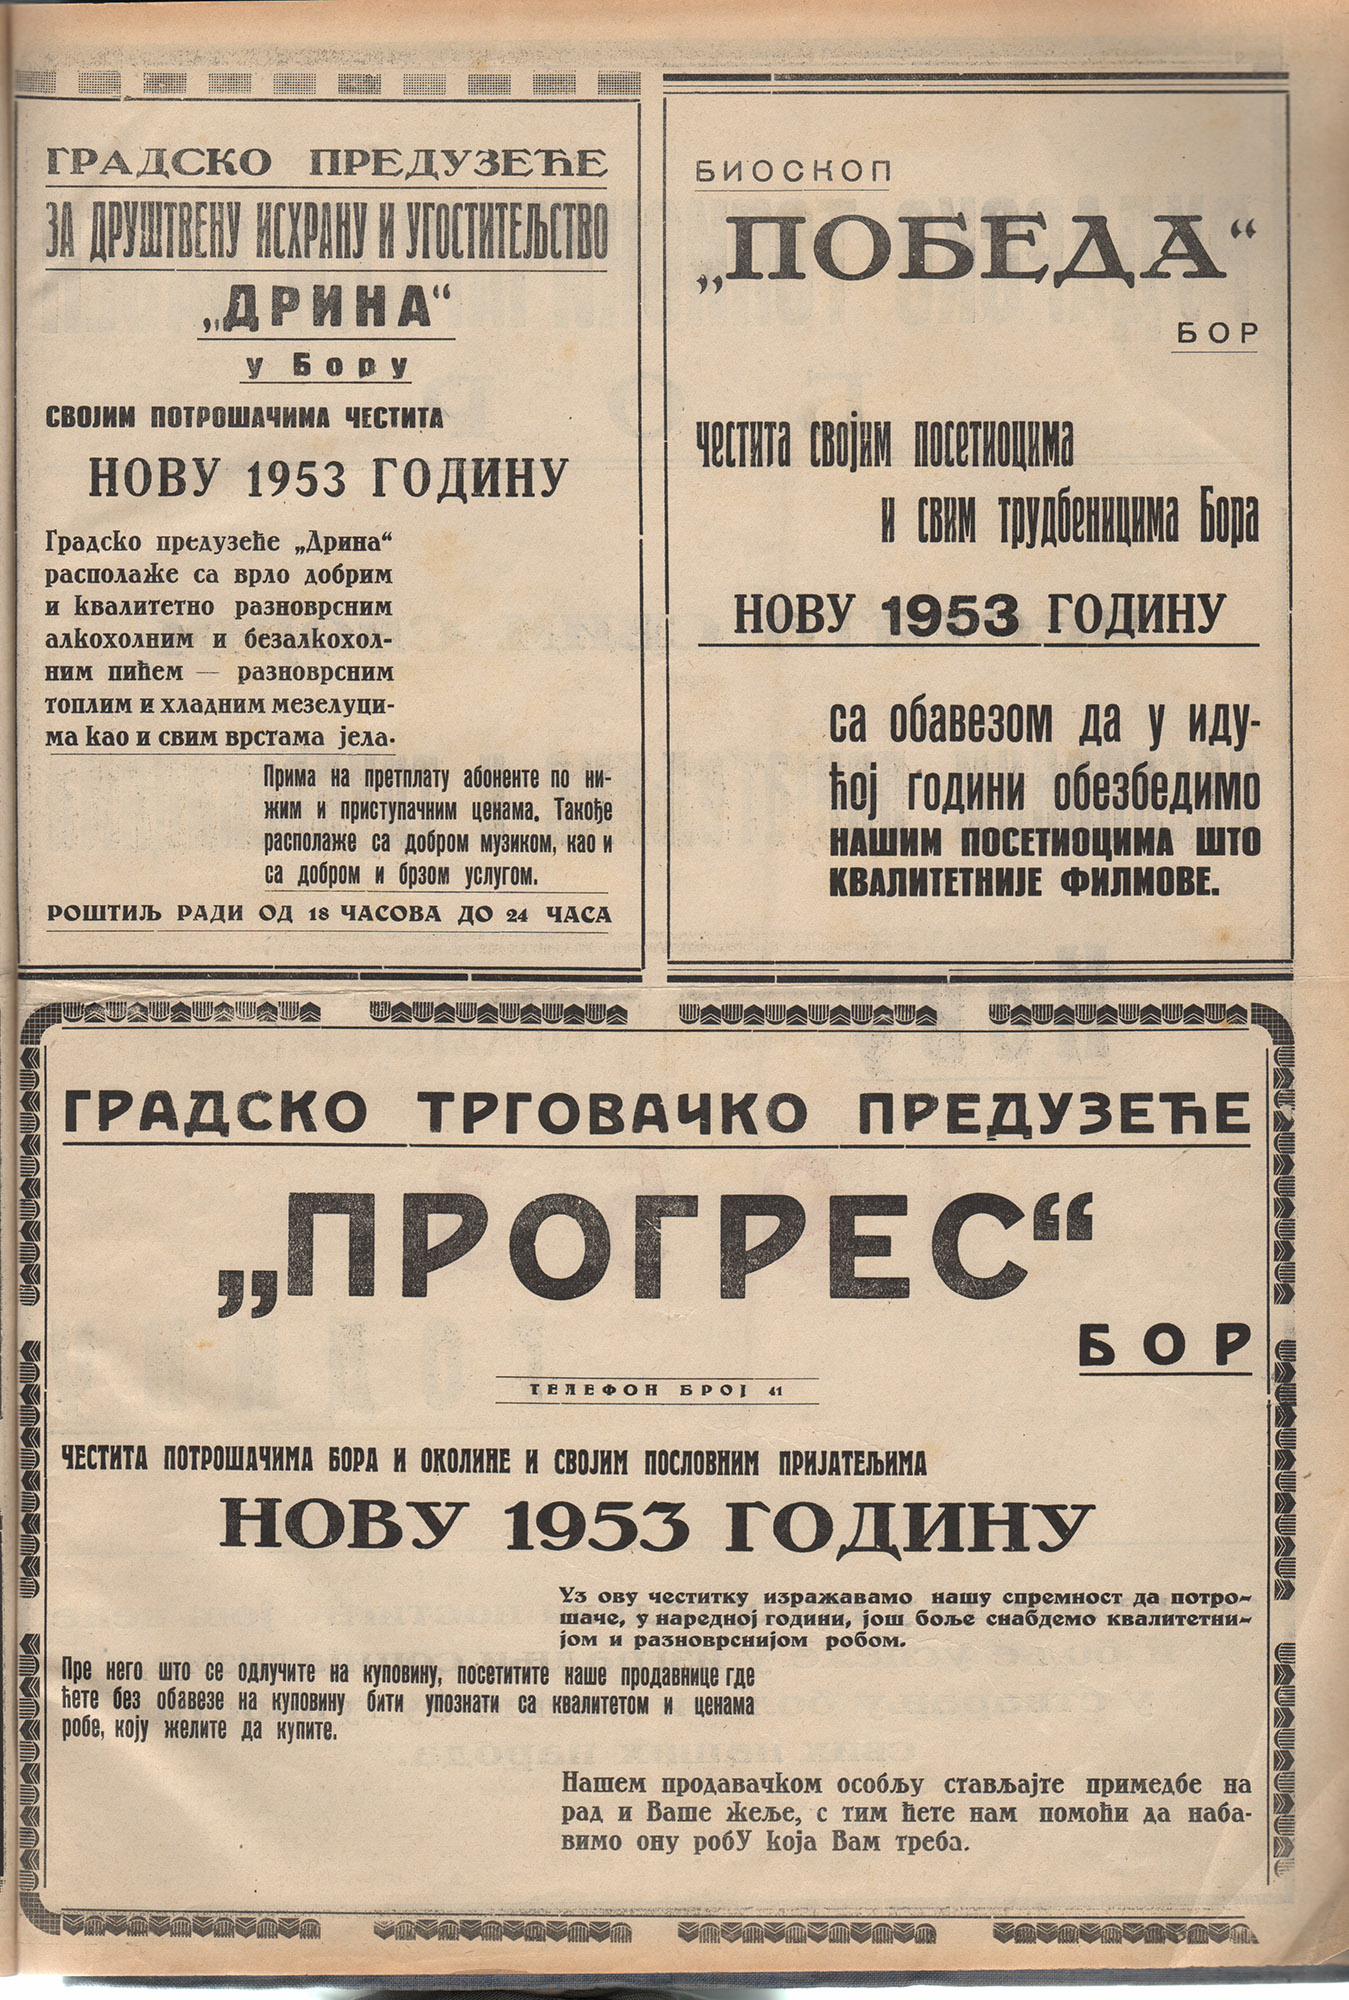 ГРАДСКО ПРЕДУЗЕЋЕ
ЗА ДРУШТВЕНУ ИСХРАНУ И УГОСТИТЕЉСТВО
„ДРИНА“
у Бору
СВОЈИМ ПОТРОШАЧИМА ЧЕСТИТА
НОВУ 1953 ГОДИНУ
Градско предузеће „Дрина“
располаже са врло добрим
и квалитетно разноврсним
алкохолним и безалкохол-
ним пићем — разноврсним
топлим и хладним мезелуци-
ма као и свим врстама јела.
Прима на претплату абоненте по ни-
жим и приступачним ценама. Такође
располаже са добром музиком, као и
са добром и брзом услугом.
РОШТИЉ РАДИ ОД 18 ЧАСОВА ДО 24 ЧАСА
БИОСКОП
„ПОБЕДА“
БОР
честита својим посетиоцима
и свим трудбеницима Бора
НОВУ 1953 ГОДИНУ
са обавезом да у иду-
ћој години обезбедимо
НАШИМ ПОСЕТИОЦИМА ШТО
КВАЛИТЕТНИЈЕ ФИЛМОВЕ.
ГРАДСКО ТРГОВАЧКО ПРЕДУЗЕЋЕ
„ПРОГРЕС“
БОР
ТЕЛЕФОН БРОЈ 41
ЧЕСТИТА ПОТРОШАЧИМА БОРА И ОКОЛИНЕ И СВОЈИМ ПОСЛОВНИМ ПРИЈАТЕЉИМА
НОВУ 1953 ГОДИНУ
Уз ову честитку изражавамо нашу спремност да потро-
шаче, у наредној години, још боље снабдемо квалитетни-
јом и разноврснијом робом.
Пре него што се одлучите на куповину, посетите наше продавнице где
ћете без обавезе на куповину бити упознати са квалитетом и ценама
робе, коју желите да купите.
Нашем продавачком особљу стављајте примедбе на
рад и Ваше жеље, с тим ћете нам помоћи да наба-
вимо ону робУ која Вам треба.